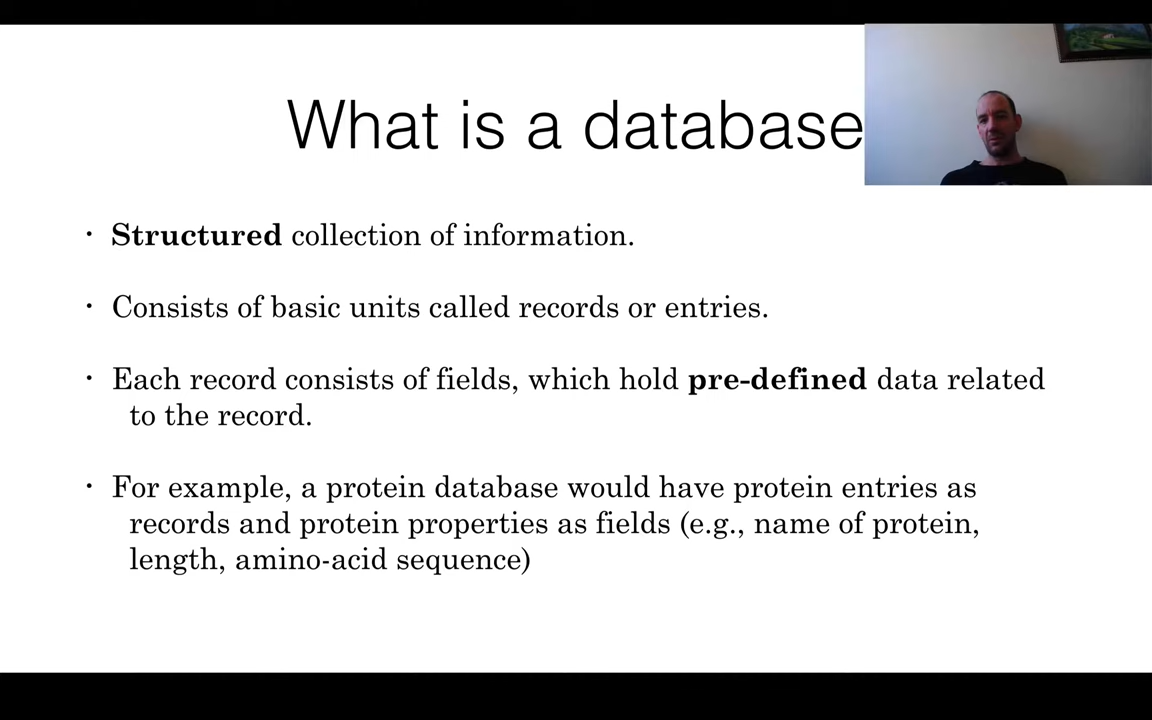 What is a database
• Structured collection of information.
• Consists of basic units called records or entries.
• Each record consists of fields, which hold pre-defined data related
to the record.
• For example, a protein database would have protein entries as
records and protein properties as fields (e.g., name of protein,
length, amino-acid sequence)